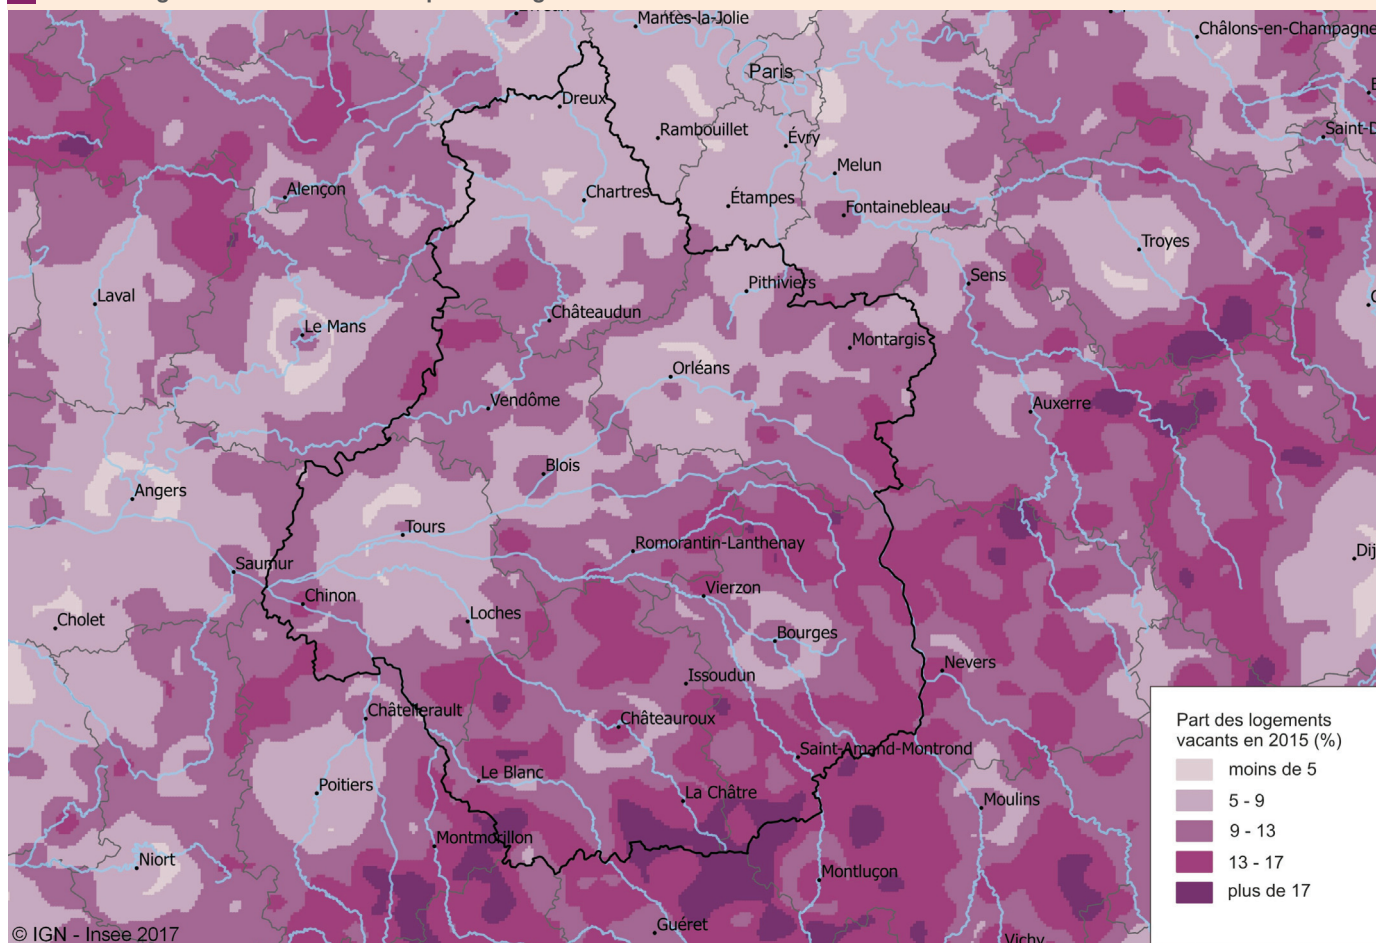 Mantes-la-Jolie
Châlons-en-Champagne
Paris
Dreux
Rambouillet
Évry
Saint-D
Melun
Alençon
Chartres
Étampes
Fontainebleau
Troyes
Sens
Pithiviers
Laval
Le Mans
Châteaudun
Montargis
Orléans
Vendôme
Auxerre
Blois
Angers
Tours
Romorantin-Lanthenay
Dij
Saumur
Chinon
Vierzon
Cholet
Loches
Bourges
Nevers
Issoudun
Châtellerault
Châteauroux
Saint-Amand-Montrond
Le Blanc
Poitiers
La Châtre
Moulins
Montmorillon
Niort
Montluçon
Guéret
Vichy
Part des logements
vacants en 2015 (%)
moins de 5
5 - 9
9 - 13
13 - 17
plus de 17
© IGN - Insee 2017